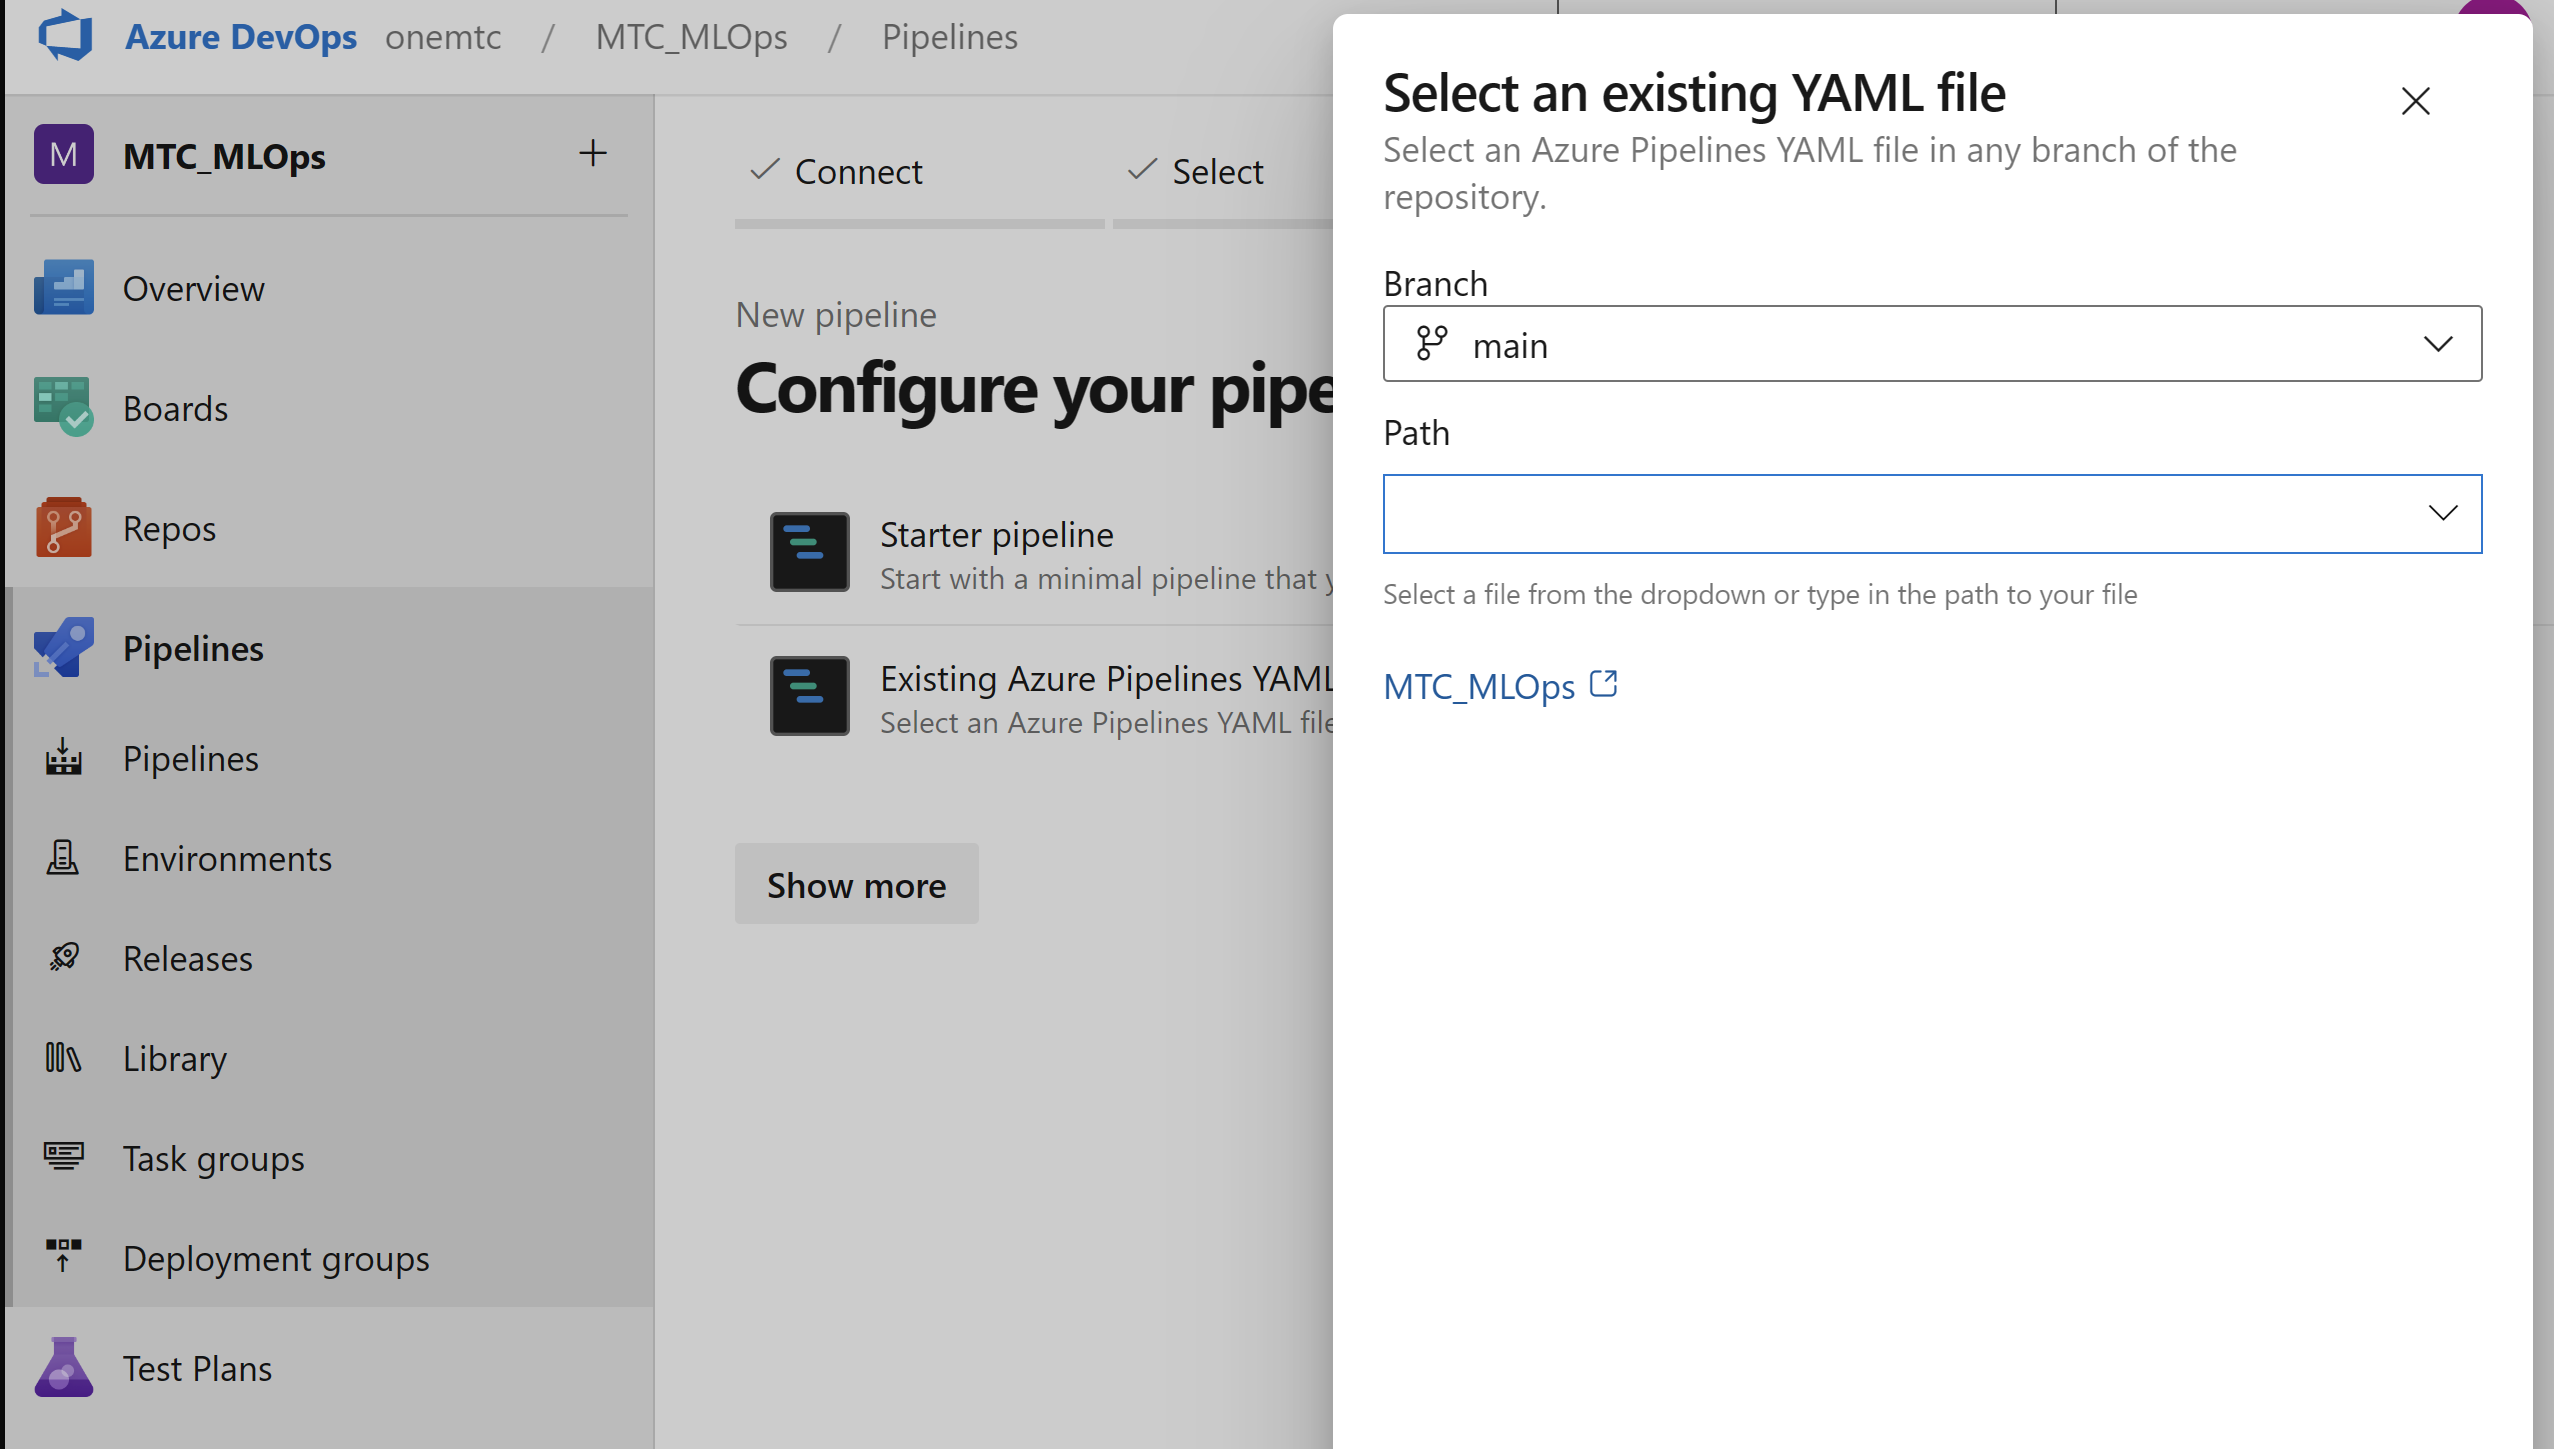 Azure DevOps onemtc / MTC_MLOps / Pipelines
M MTC_MLOps
Overview
Boards
Repos
Pipelines
Pipelines
Environments
Releases
Library
Task groups
Deployment groups
Test Plans
Connect
Select
New pipeline
Configure your pipe
Starter pipeline
Start with a minimal pipeline that y
Existing Azure Pipelines YAML
Select an Azure Pipelines YAML file
Show more
Select an existing YAML file
Select an Azure Pipelines YAML file in any branch of the
repository.
Branch
main
Path
Select a file from the dropdown or type in the path to your file
MTC_MLOps